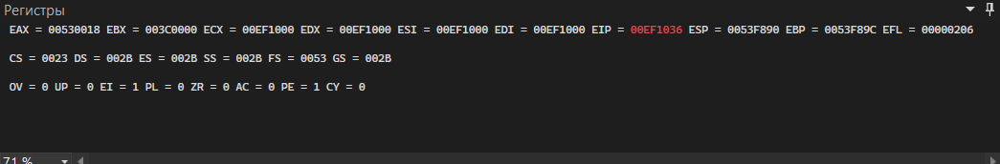 Регистры
EAX = 00530018 EBX = 003C0000 ECX = 00EF1000 EDX = 00EF1000 ESI = 00EF1000 EDI = 00EF1000 EIP = 00EF1036 ESP = 0053F890 EBP = 0053F89C EFL = 00000206
CS = 0023 DS = 002B ES = 002B SS = 002B FS = 0053 GS = 002B
OV = 0 UP = 0 EI = 1 PL = 0 ZR = 0 AC = 0 PE = 1 CY = 0
71 %